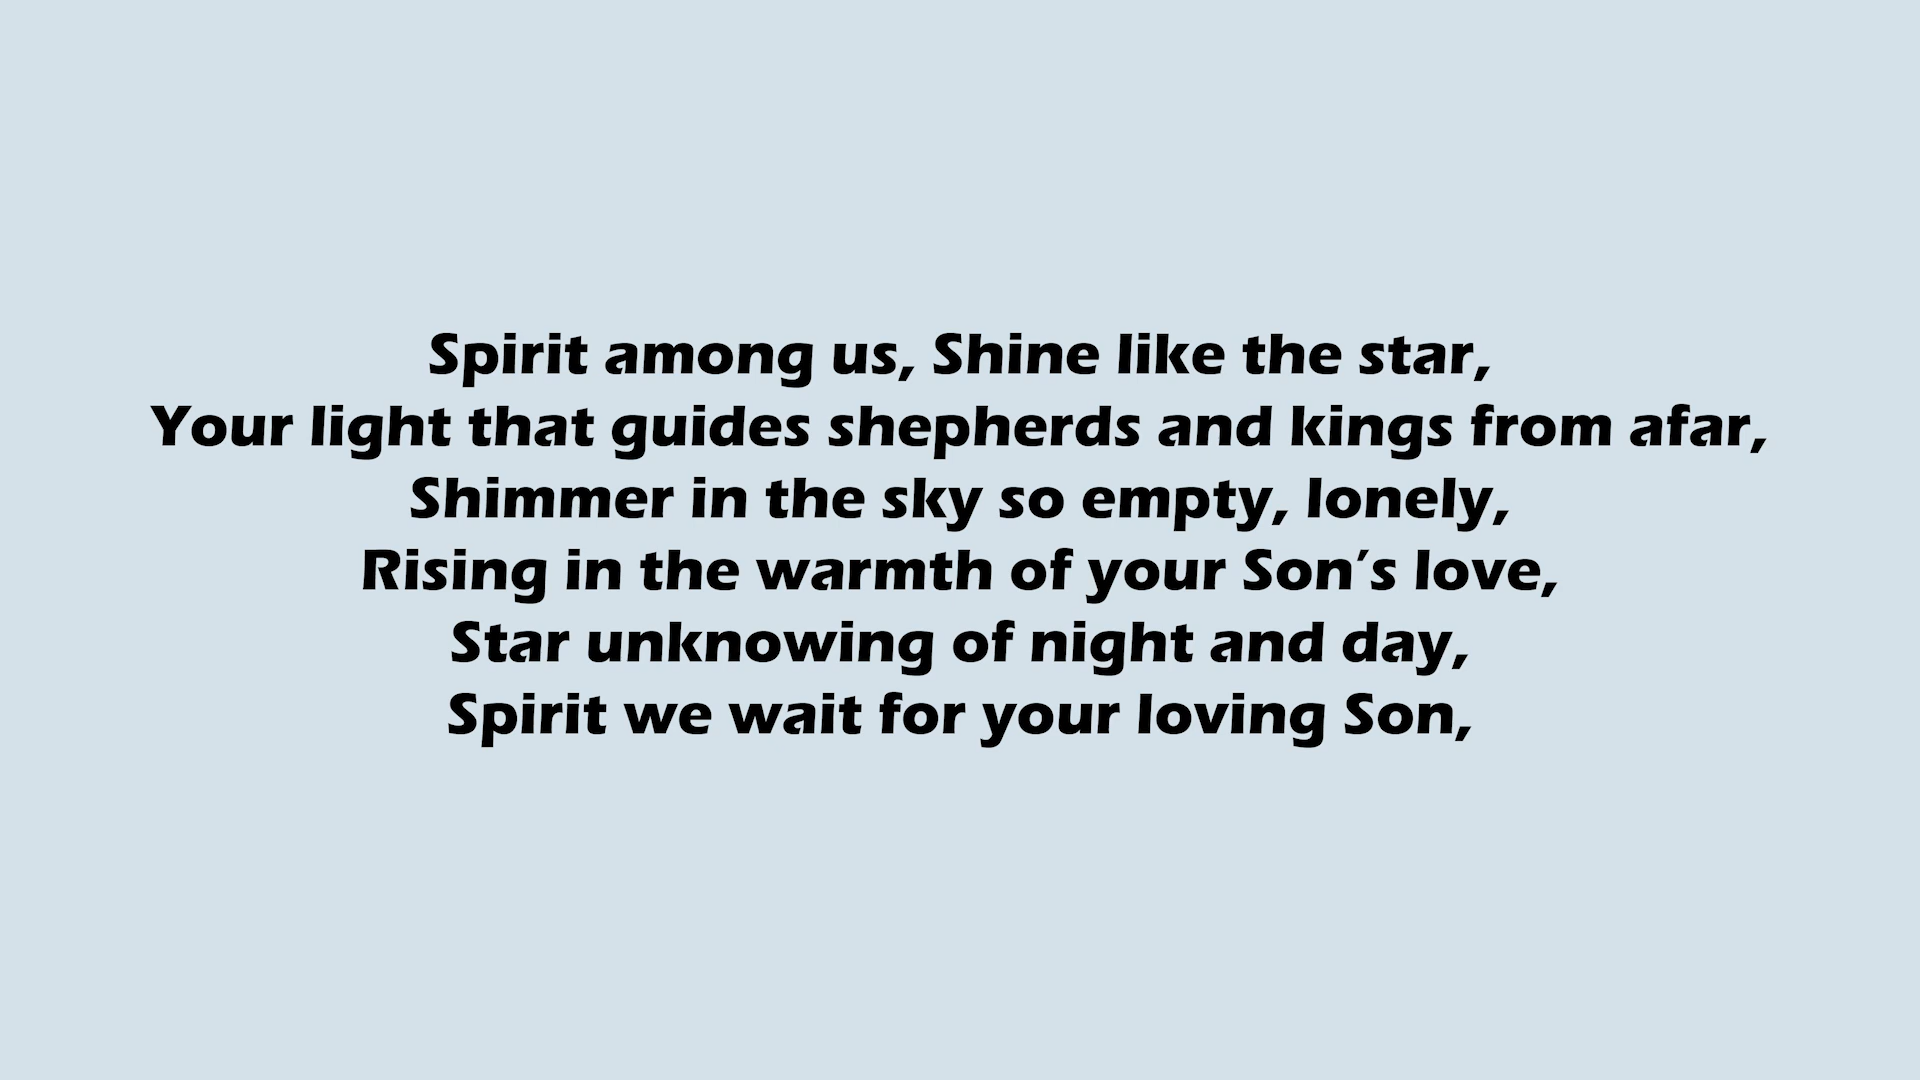 Spirit among us, Shine like the star,
Your light that guides shepherds and kings from afar,
Shimmer in the sky so empty, lonely,
Rising in the warmth of your Son’s love,
Star unknowing of night and day,
Spirit we wait for your loving Son,